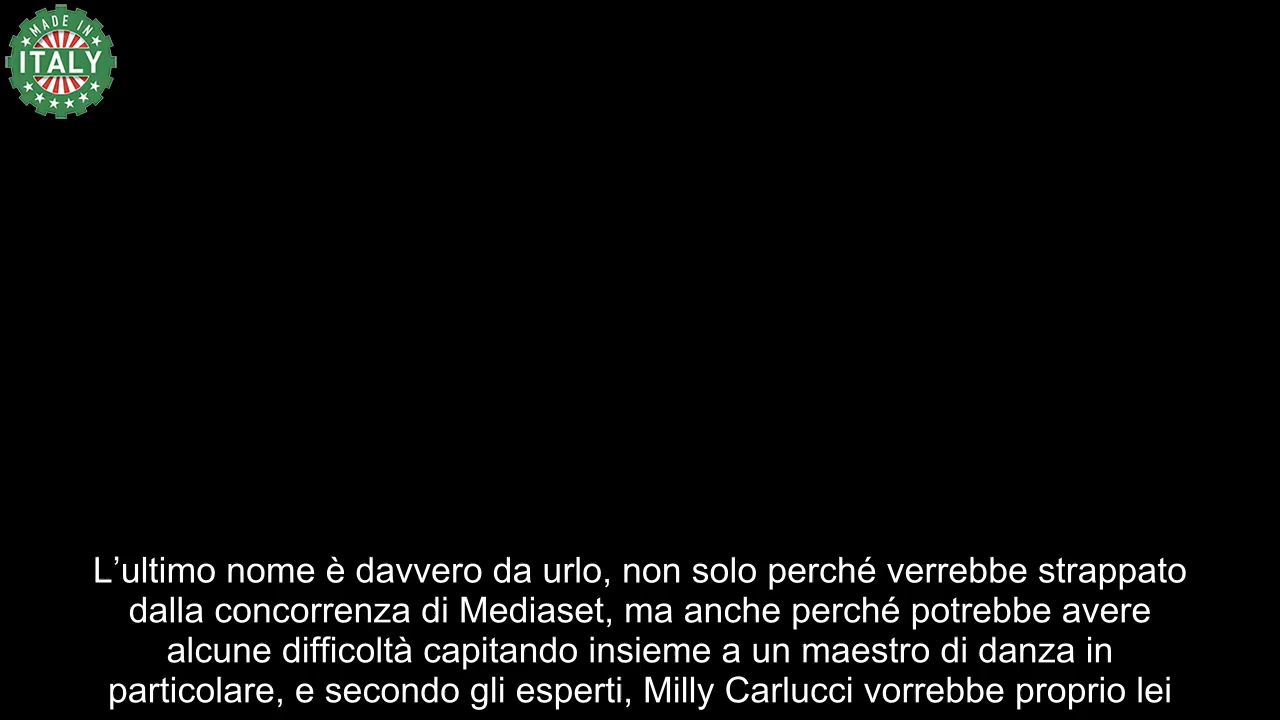 MADE IN
ITALY
L’ultimo nome è davvero da urlo, non solo perché verrebbe strappato
dalla concorrenza di Mediaset, ma anche perché potrebbe avere
alcune difficoltà capitando insieme a un maestro di danza in
particolare, e secondo gli esperti, Milly Carlucci vorrebbe proprio lei